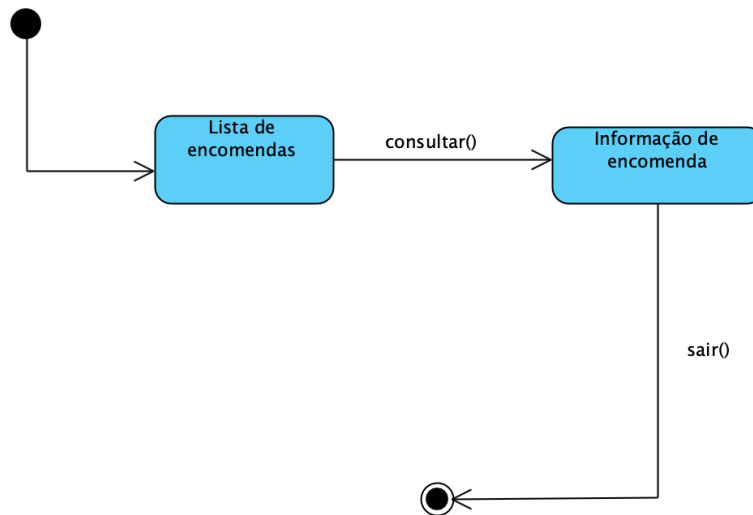 Lista de
encomendas
consultar()
Informação de
encomenda
sair()